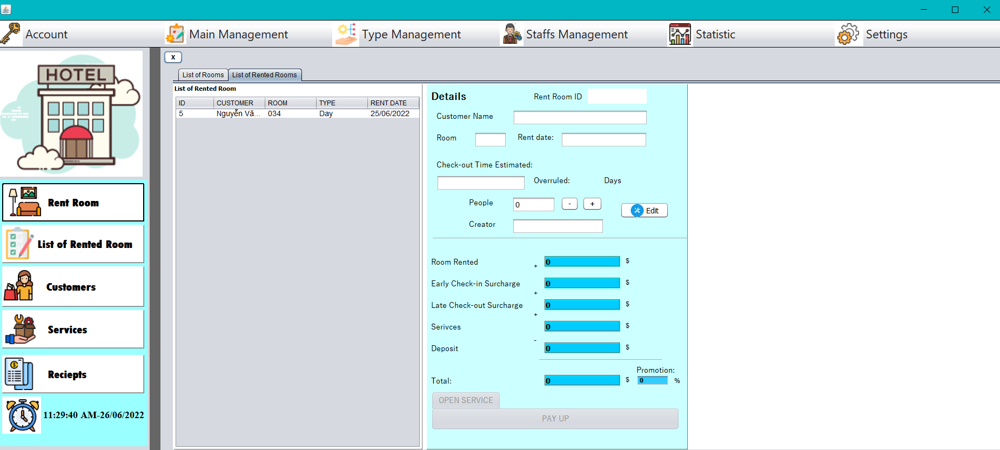 Account Main Management Type Management Staffs Management Statistic Settings
x
HOTEL
List of Rooms List of Rented Rooms
List of Rented Room
ID CUSTOMER ROOM TYPE RENT DATE
5 Nguyễn Vă... 034 Day 25/06/2022
Details Rent Room ID
Customer Name
Room Rent date:
Check-out Time Estimated:
Overruled: Days
People 0 - + Edit
Creator
Room Rented + 0 $
Early Check-in Surcharge 0 $
+
Late Check-out Surcharge 0 $
+
Serivces 0 $
-
Deposit 0 $
Promotion:
Total: 0 $ 0 %
OPEN SERVICE
PAY UP
Rent Room
List of Rented Room
Customers
Services
Reciepts
11:29:40 AM-26/06/2022